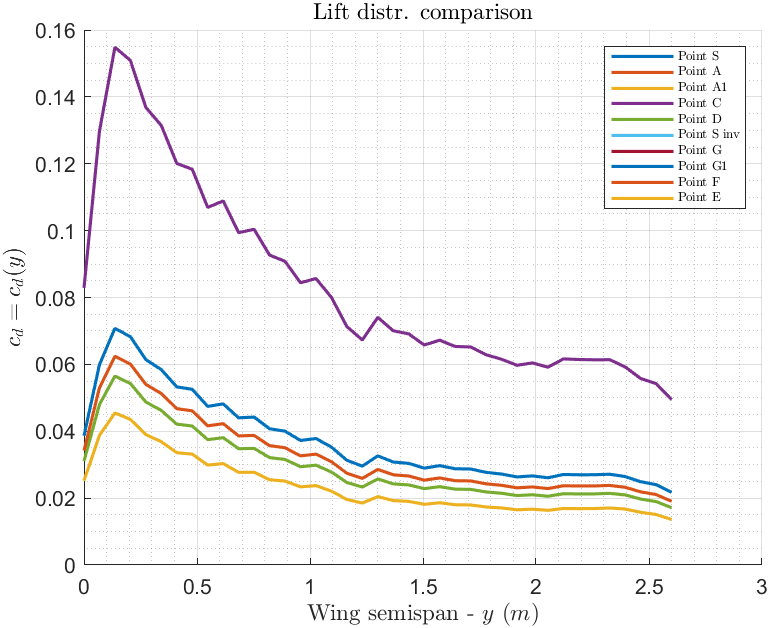 Lift distr. comparison
0.16
0.14
0.12
0.1
0.08
0.06
0.04
0.02
0
c_d = c_d(y)
Point S
Point A
Point A1
Point C
Point D
Point S inv
Point G
Point G1
Point F
Point E
0 0.5 1 1.5 2 2.5 3
Wing semispan - y (m)